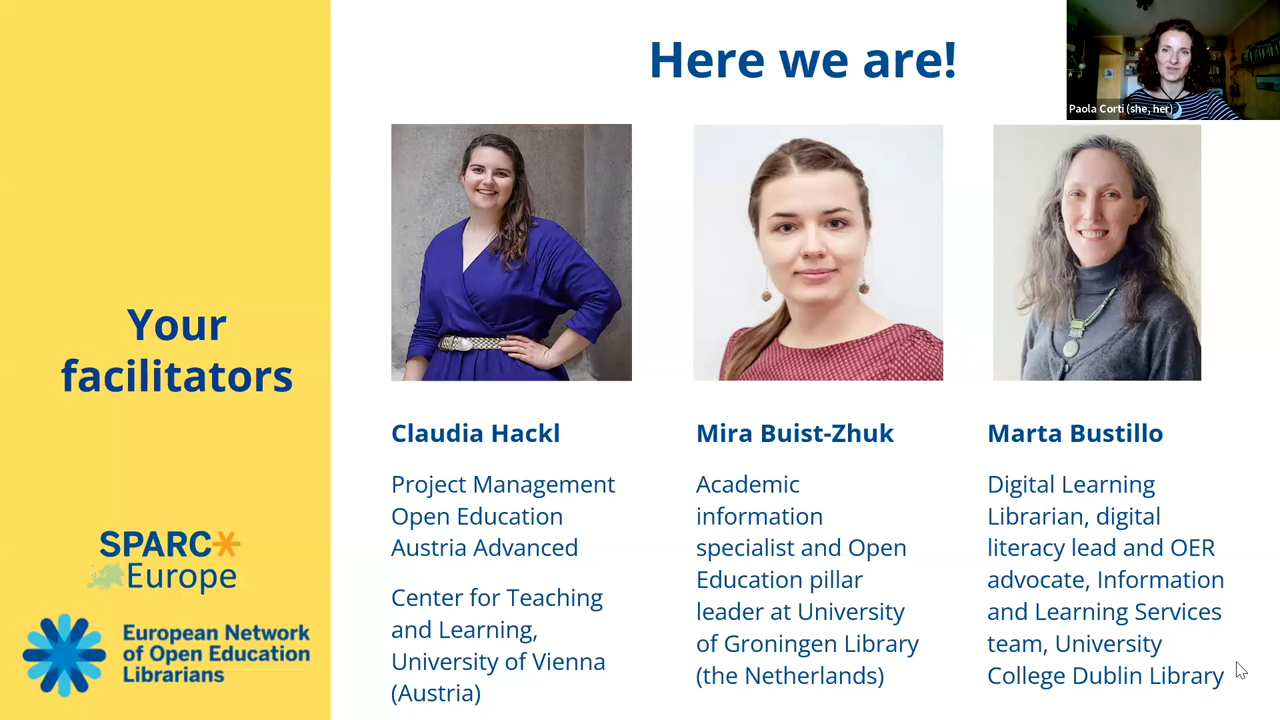 Here we are!
Paola Corti (she, her)
Your
facilitators
SPARC
Europe
European Network
of Open Education
Librarians
Claudia Hackl
Project Management
Open Education
Austria Advanced
Center for Teaching
and Learning,
University of Vienna
(Austria)
Mira Buist-Zhuk
Academic
information
specialist and Open
Education pillar
leader at University
of Groningen Library
(the Netherlands)
Marta Bustillo
Digital Learning
Librarian, digital
literacy lead and OER
advocate, Information
and Learning Services
team, University
College Dublin Library